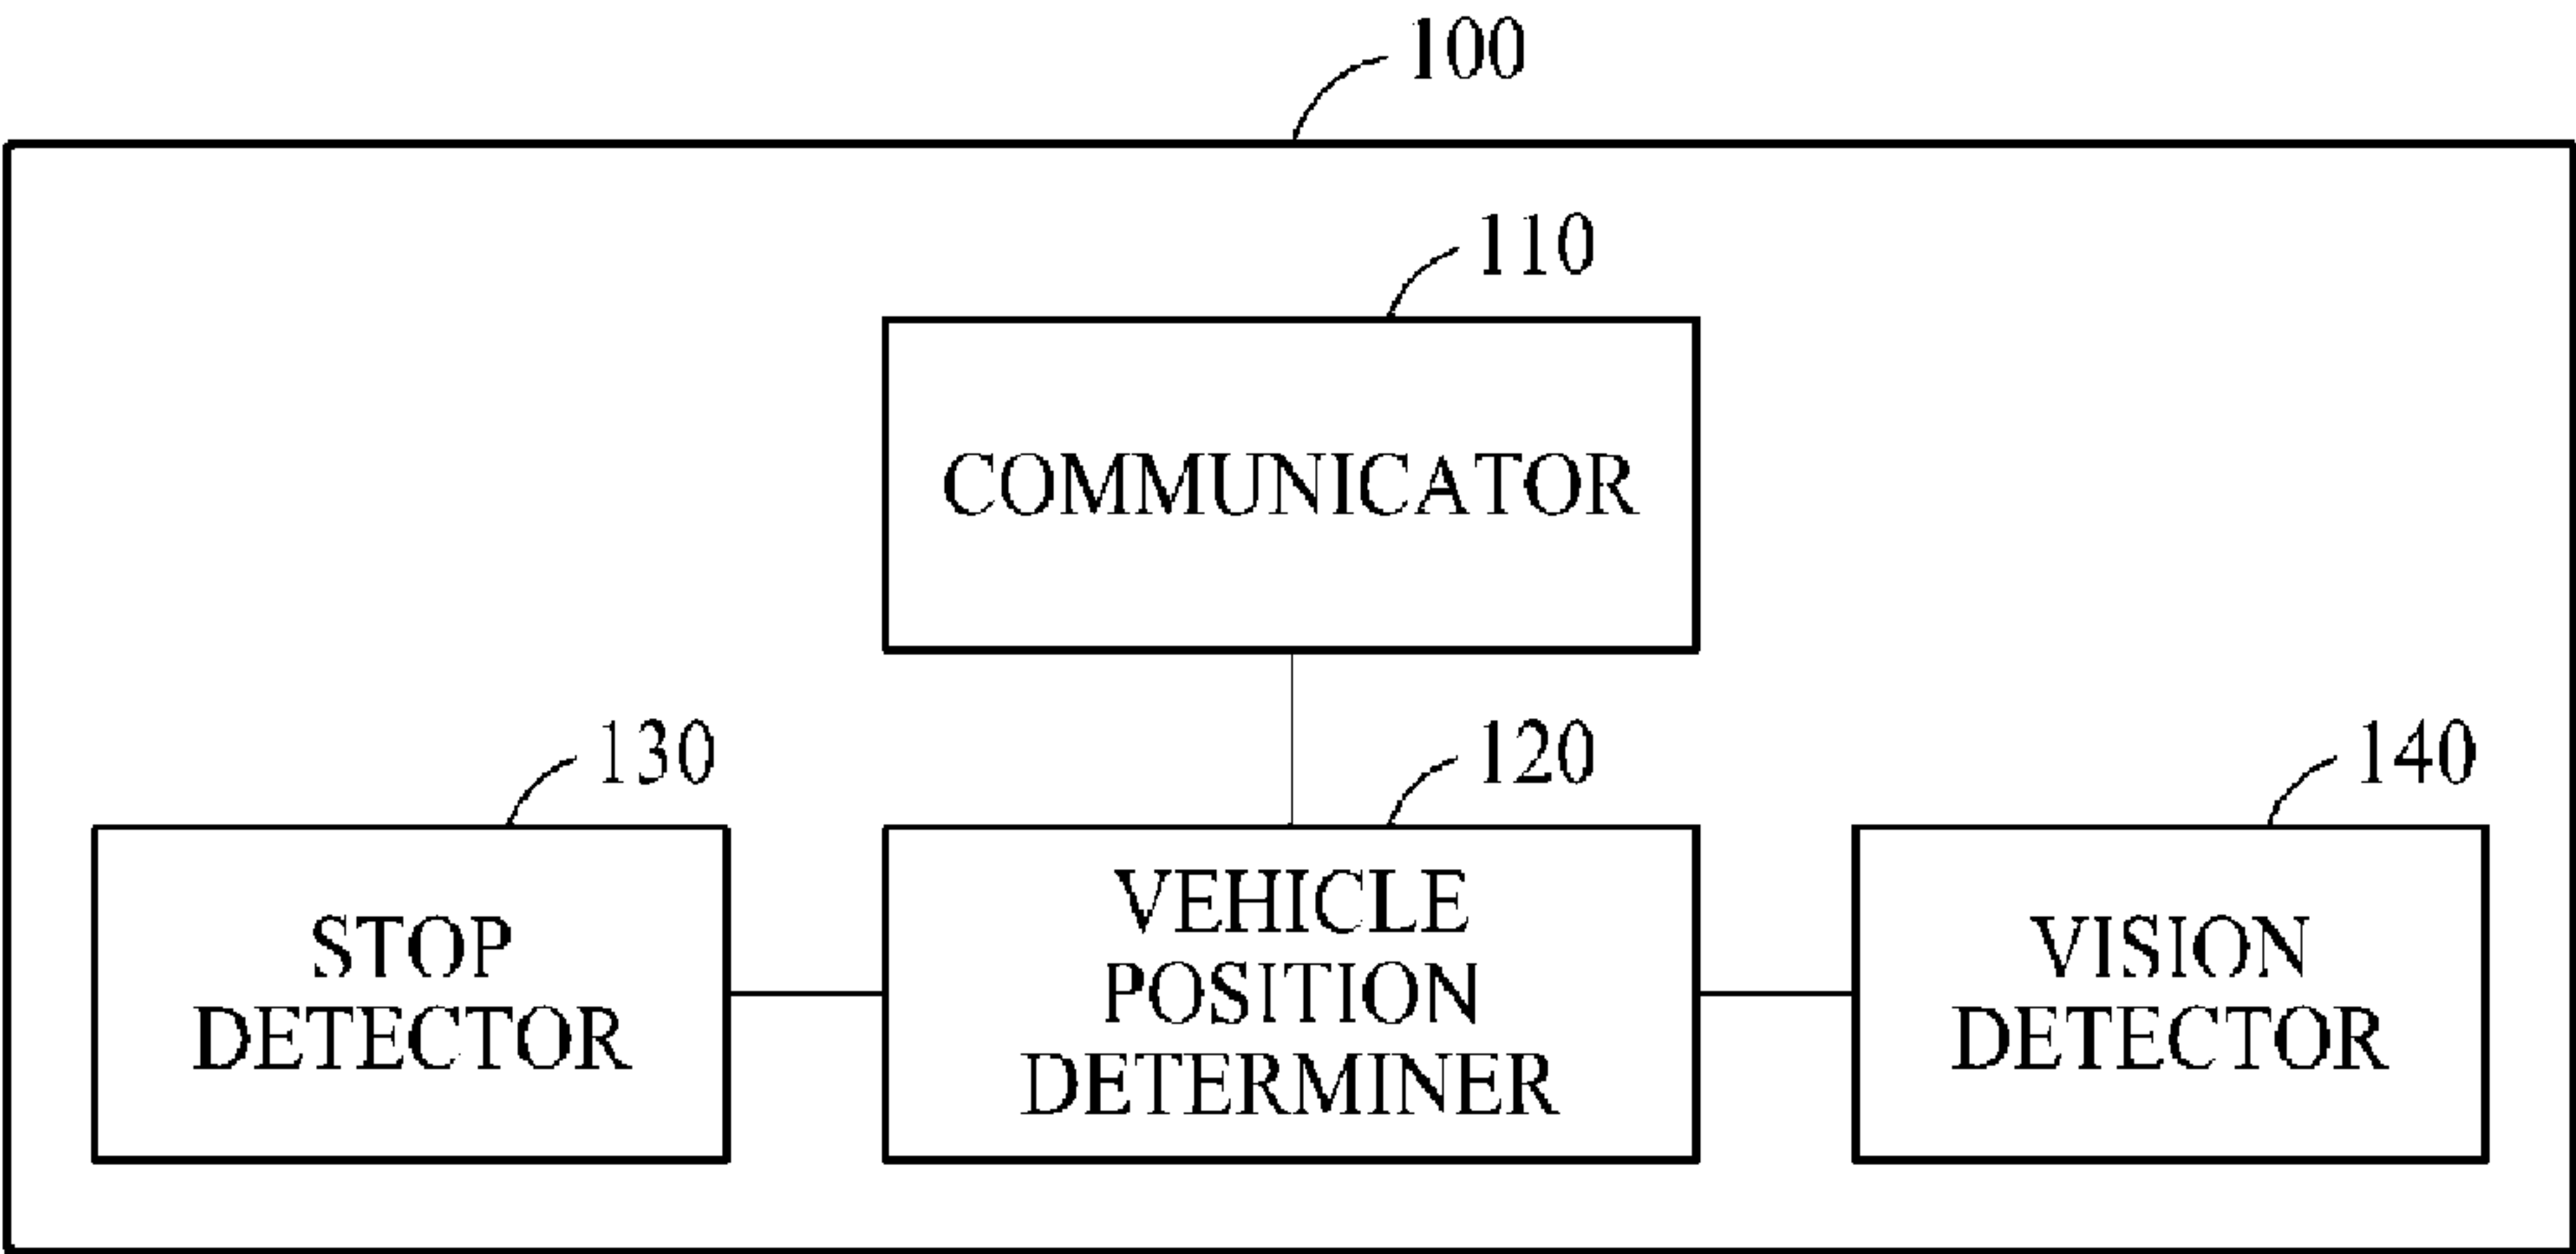 100
110
COMMUNICATOR
130
120
140
STOP
DETECTOR
VEHICLE
POSITION
DETERMINER
VISION
DETECTOR